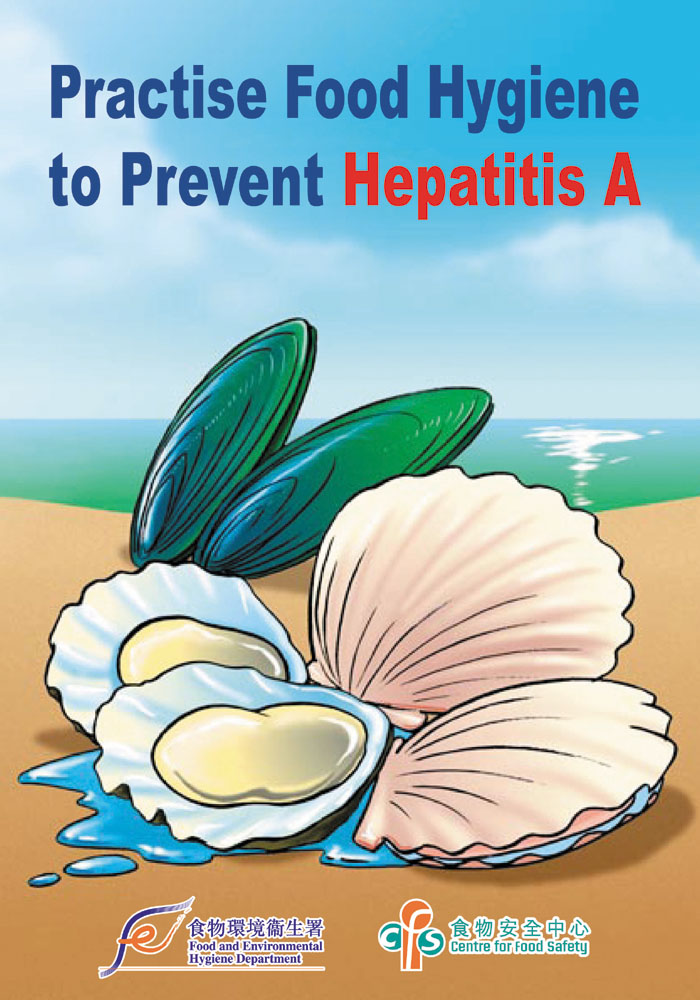 Practise Food Hygiene
to Prevent Hepatitis A
食物環境衞生署
Food and Environmental
Hygiene Department
cfs
食物安全中心
Centre for Food Safety